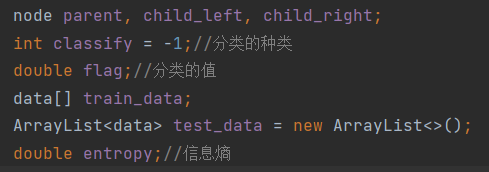 node parent, child_left, child_right;
int classify = -1;//分类的种类
double flag;//分类的值
data[] train_data;
ArrayList<data> test_data = new ArrayList<>();
double entropy;//信息熵